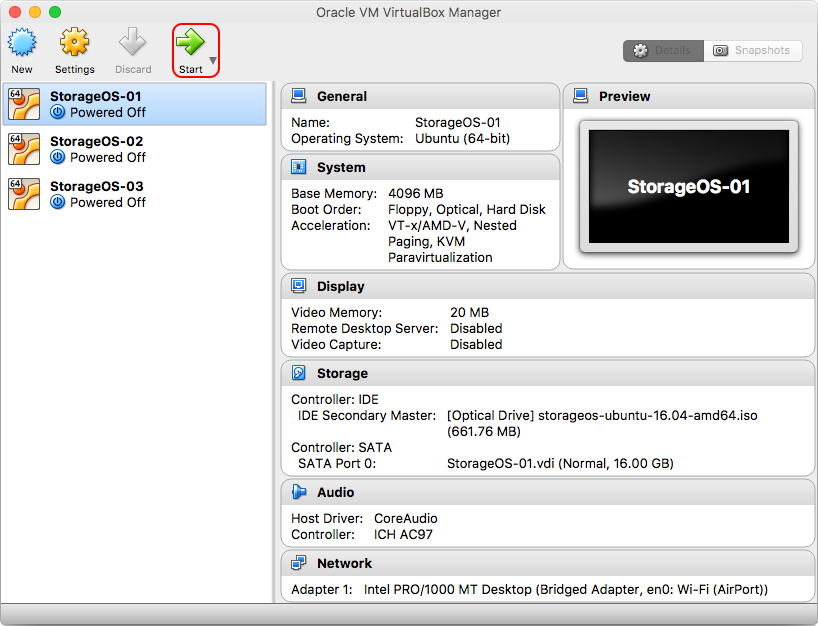 Oracle VM VirtualBox Manager
New
Settings
Discard
Start
Details
Snapshots
64
StorageOS-01
Powered Off
64
StorageOS-02
Powered Off
64
StorageOS-03
Powered Off
General
Name: StorageOS-01
Operating System: Ubuntu (64-bit)
Preview
StorageOS-01
System
Base Memory: 4096 MB
Boot Order: Floppy, Optical, Hard Disk
Acceleration: VT-x/AMD-V, Nested
Paging, KVM
Paravirtualization
Display
Video Memory: 20 MB
Remote Desktop Server: Disabled
Video Capture: Disabled
Storage
Controller: IDE
IDE Secondary Master: [Optical Drive] storageos-ubuntu-16.04-amd64.iso
(661.76 MB)
Controller: SATA
SATA Port 0: StorageOS-01.vdi (Normal, 16.00 GB)
Audio
Host Driver: CoreAudio
Controller: ICH AC97
Network
Adapter 1: Intel PRO/1000 MT Desktop (Bridged Adapter, en0: Wi-Fi (AirPort))